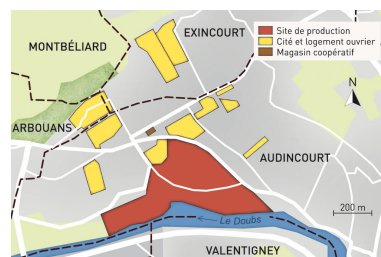 MONTBÉLIARD
EXINCOURT
Site de production
Cité et logement ouvrier
Magasin coopératif
N
ARBOUANS
AUDINCOURT
200 m
Le Doubs
VALENTIGNEY